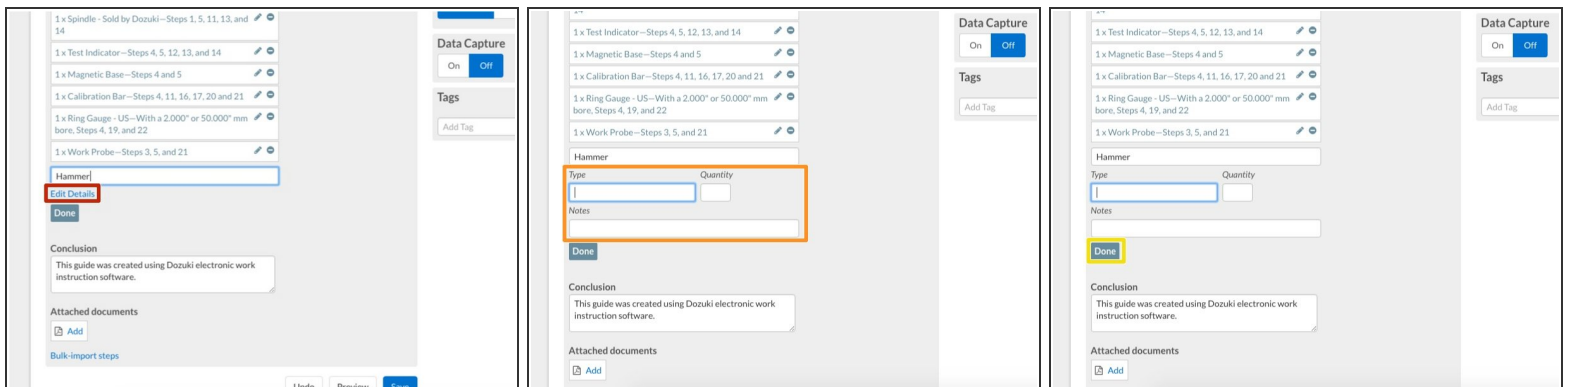 1 x Spindle - Sold by Dozuki—Steps 1, 5, 11, 13, and
14
1 x Test Indicator—Steps 4, 5, 12, 13, and 14
1 x Magnetic Base—Steps 4 and 5
1 x Calibration Bar—Steps 4, 11, 16, 17, 20 and 21
1 x Ring Gauge - US—With a 2.000" or 50.000" mm
bore, Steps 4, 19, and 22
1 x Work Probe—Steps 3, 5, and 21
Hammer
Edit Details
Done
Conclusion
This guide was created using Dozuki electronic work
instruction software.
Attached documents
Add
Bulk-import steps
Undo Preview Save
Data Capture
On Off
Tags
Add Tag
1 x Test Indicator—Steps 4, 5, 12, 13, and 14
1 x Magnetic Base—Steps 4 and 5
1 x Calibration Bar—Steps 4, 11, 16, 17, 20 and 21
1 x Ring Gauge - US—With a 2.000" or 50.000" mm
bore, Steps 4, 19, and 22
1 x Work Probe—Steps 3, 5, and 21
Hammer
Type Quantity
Notes
Done
Conclusion
This guide was created using Dozuki electronic work
instruction software.
Attached documents
Add
Data Capture
On Off
Tags
Add Tag
1 x Test Indicator—Steps 4, 5, 12, 13, and 14
1 x Magnetic Base—Steps 4 and 5
1 x Calibration Bar—Steps 4, 11, 16, 17, 20 and 21
1 x Ring Gauge - US—With a 2.000" or 50.000" mm
bore, Steps 4, 19, and 22
1 x Work Probe—Steps 3, 5, and 21
Hammer
Type Quantity
Notes
Done
Conclusion
This guide was created using Dozuki electronic work
instruction software.
Attached documents
Add
Data Capture
On Off
Tags
Add Tag